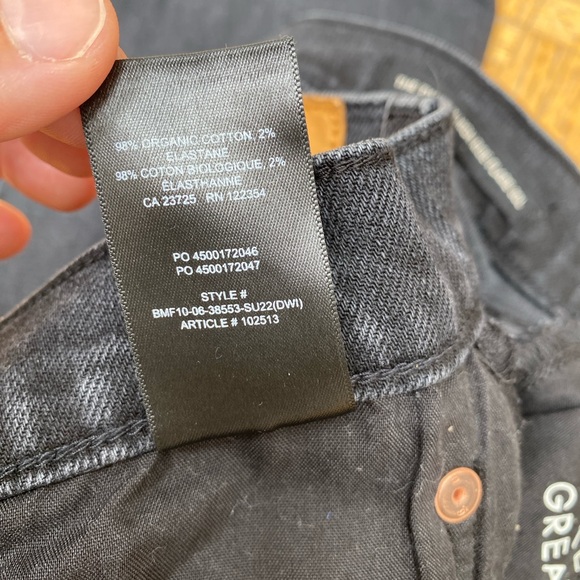 98% ORGANIC COTTON, 2%
ELASTANE
98% COTON BIOLOGIQUE, 2%
ÉLASTHANNE
CA 23725 RN 122354
PO 4500172046
PO 4500172047
STYLE #
BMF10-06-38553-SU22(DWI)
ARTICLE # 102513
GREA